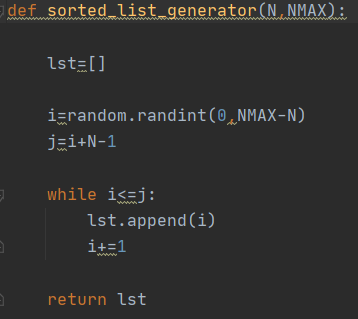 def sorted_list_generator(N,NMAX):
lst=[]
i=random.randint(0,NMAX-N)
j=i+N-1
while i<=j:
lst.append(i)
i+=1
return lst